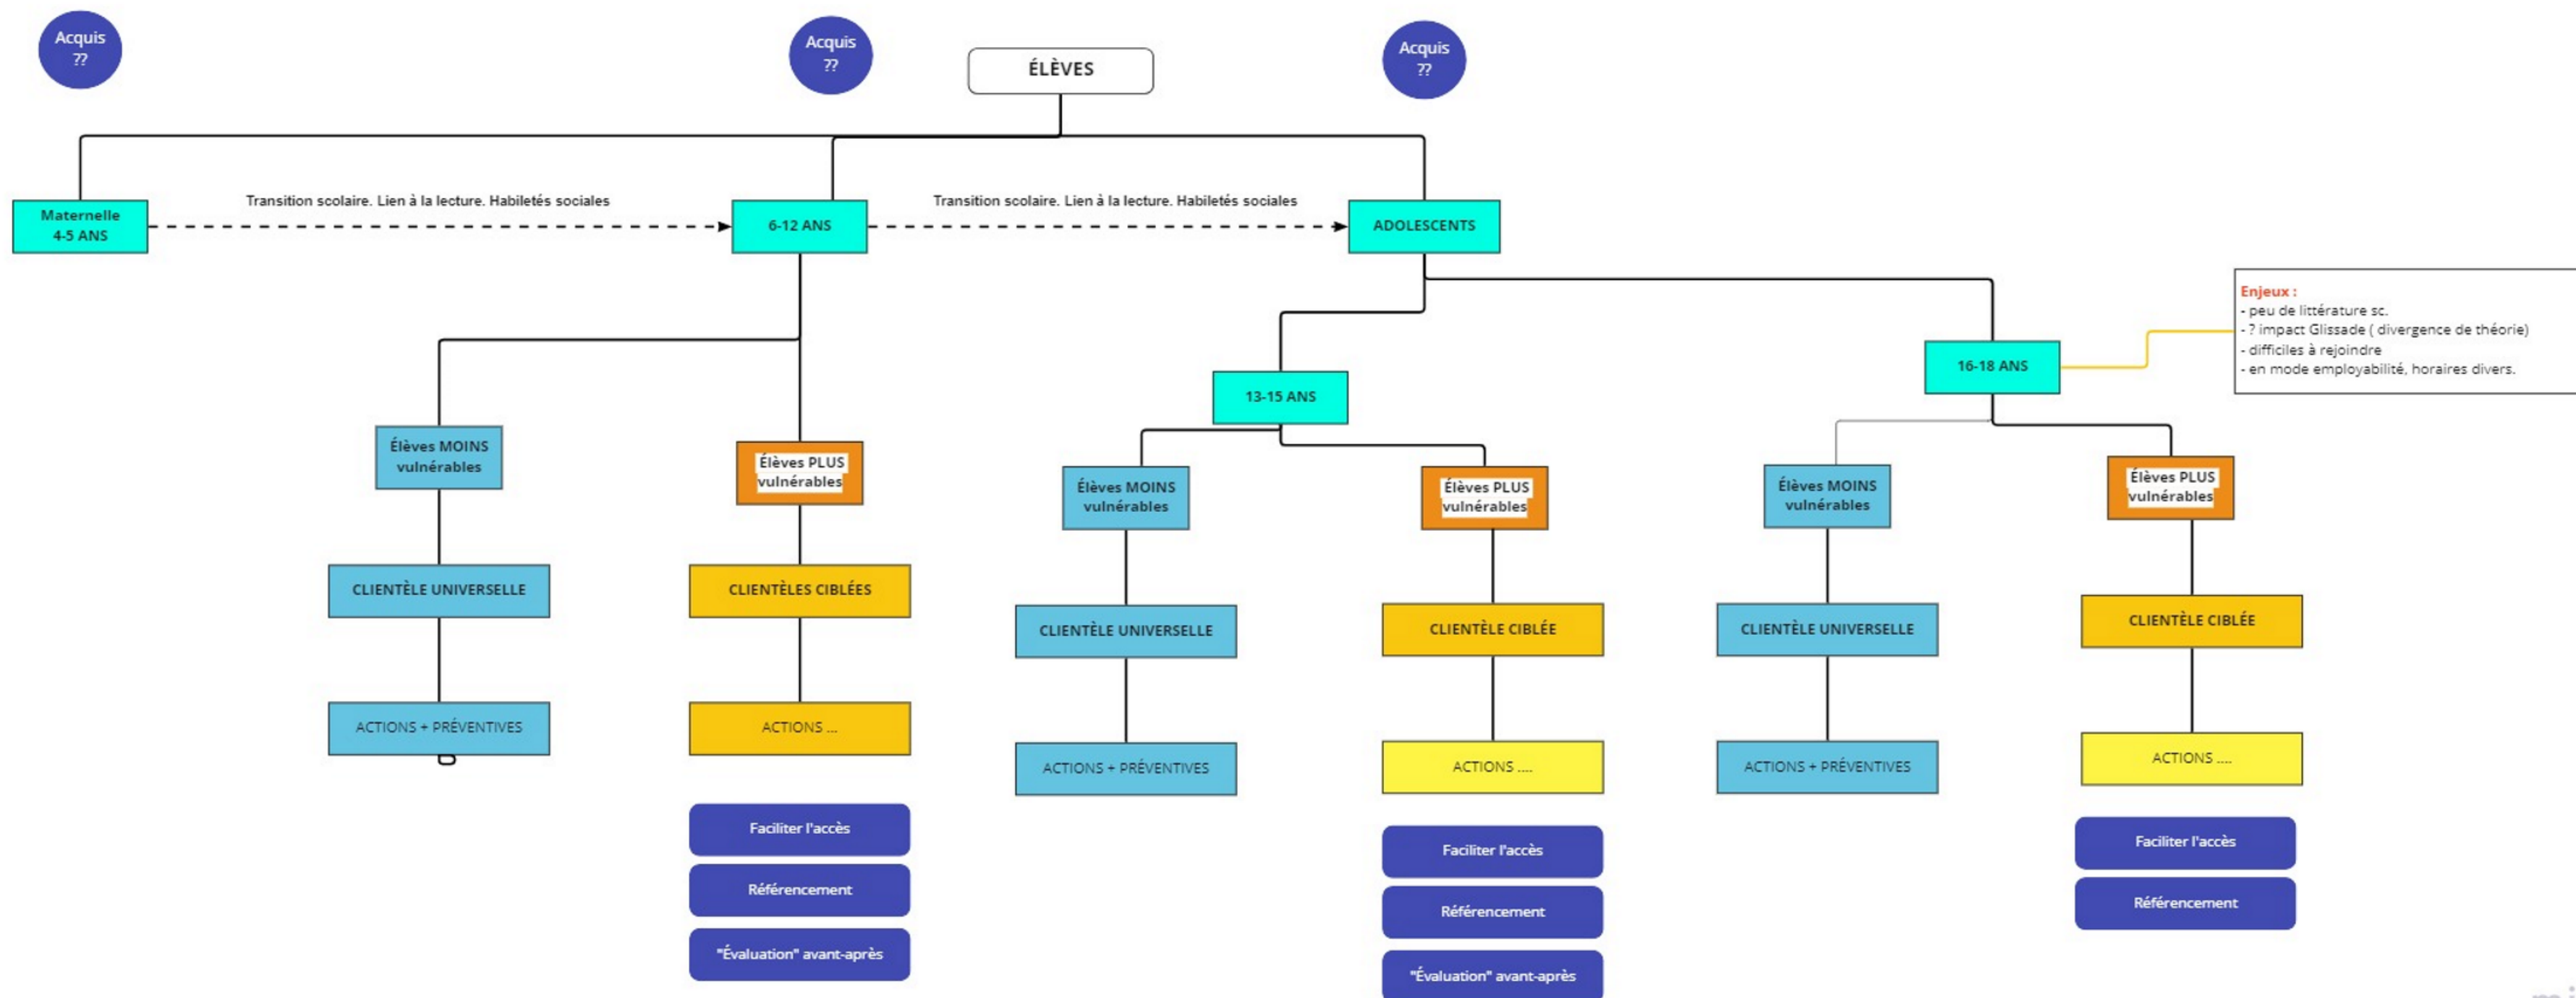 Acquis
??
Acquis
??
Acquis
??
ÉLÈVES
Transition scolaire. Lien à la lecture. Habiletés sociales
Transition scolaire. Lien à la lecture. Habiletés sociales
Maternelle
4-5 ANS
6-12 ANS
ADOLESCENTS
Enjeux :
- peu de littérature sc.
- ? impact Glissade ( divergence de théorie)
- difficiles à rejoindre
- en mode employabilité, horaires divers.
16-18 ANS
13-15 ANS
Élèves MOINS
vulnérables
Élèves PLUS
vulnérables
Élèves MOINS
vulnérables
Élèves PLUS
vulnérables
Élèves MOINS
vulnérables
Élèves PLUS
vulnérables
CLIENTÈLE UNIVERSELLE
CLIENTÈLES CIBLÉES
CLIENTÈLE UNIVERSELLE
CLIENTÈLE CIBLÉE
CLIENTÈLE UNIVERSELLE
CLIENTÈLE CIBLÉE
ACTIONS + PRÉVENTIVES
ACTIONS ...
ACTIONS + PRÉVENTIVES
ACTIONS ....
ACTIONS + PRÉVENTIVES
ACTIONS ....
Faciliter l'accès
Référencement
"Évaluation" avant-après
Faciliter l'accès
Référencement
"Évaluation" avant-après
Faciliter l'accès
Référencement